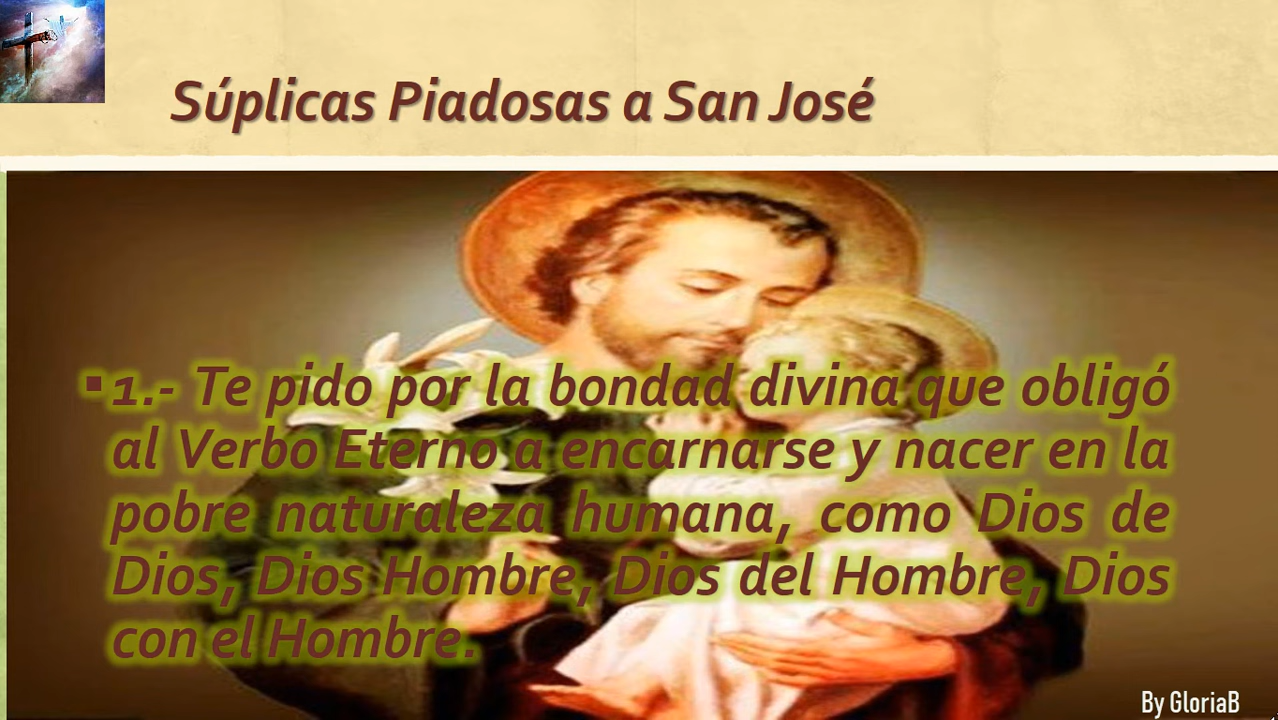 Súplicas Piadosas a San José
▪ 1.- Te pido por la bondad divina que obligó
al Verbo Eterno a encarnarse y nacer en la
pobre naturaleza humana, como Dios de
Dios, Dios Hombre, Dios del Hombre, Dios
con el Hombre.
By GloriaB